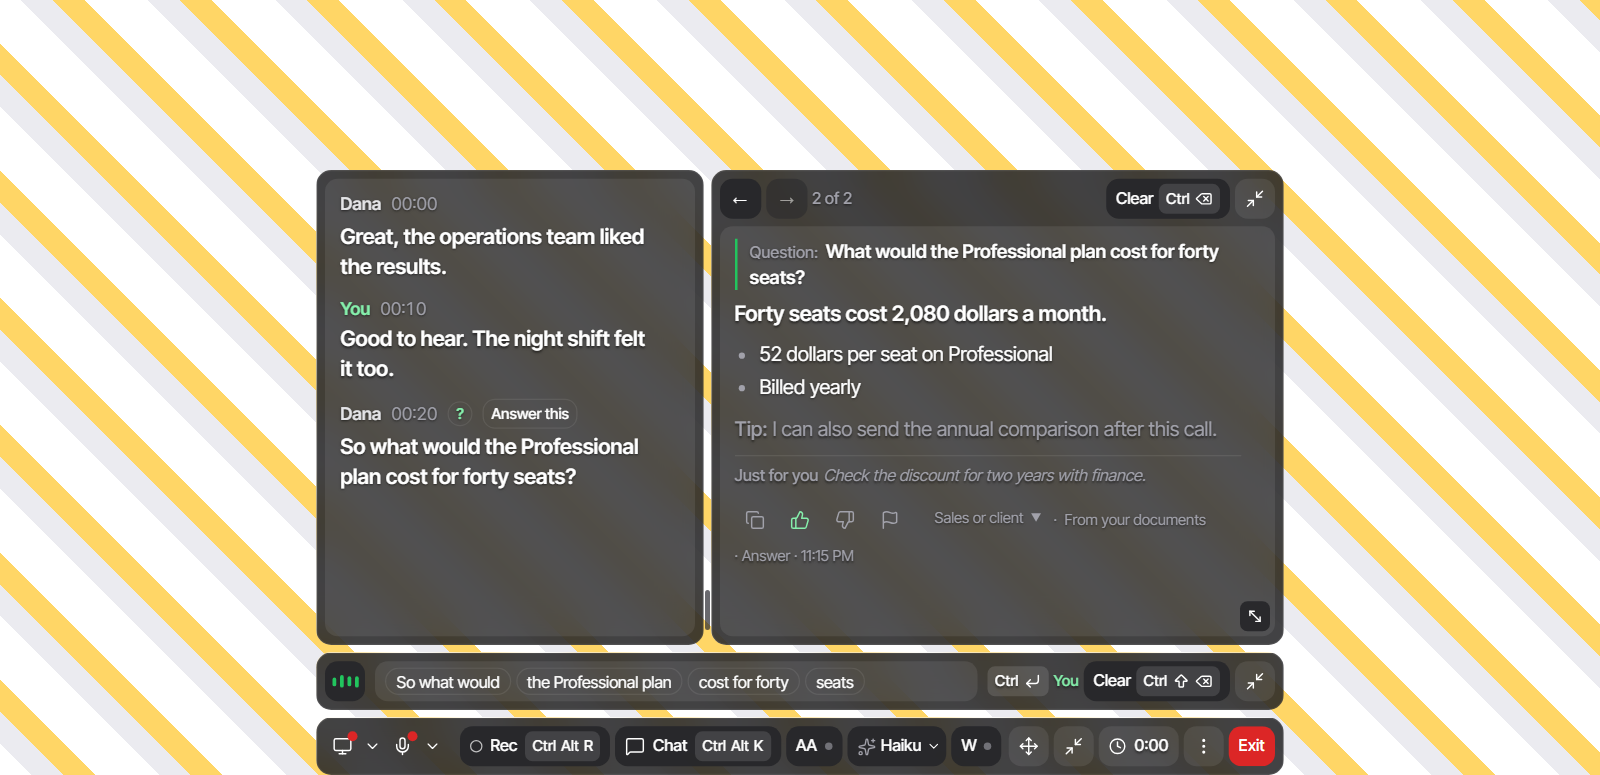 Dana 00:00
Great, the operations team liked
the results.
You 00:10
Good to hear. The night shift felt
it too.
Dana 00:20 ? Answer this
So what would the Professional
plan cost for forty seats?
← → 2 of 2 Clear Ctrl
Question: What would the Professional plan cost for forty
seats?
Forty seats cost 2,080 dollars a month.
• 52 dollars per seat on Professional
• Billed yearly
Tip: I can also send the annual comparison after this call.
Just for you Check the discount for two years with finance.
Sales or client ▼ · From your documents
· Answer · 11:15 PM
So what would the Professional plan cost for forty seats Ctrl You Clear Ctrl
Rec Ctrl Alt R Chat Ctrl Alt K AA Haiku W 0:00 Exit